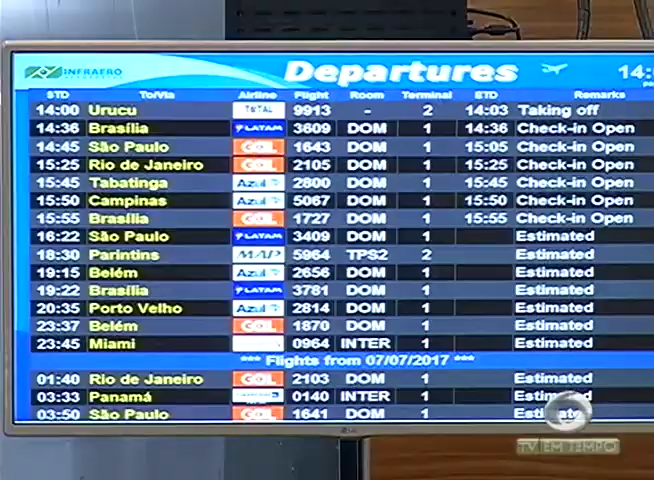 INFRAERO Departures 14:
STD To/Via Airline Flight Room Terminal ETD Remarks
14:00 Urucu TOTAL 9913 - 2 14:03 Taking off
14:36 Brasília LATAM 3609 DOM 1 14:36 Check-in Open
14:45 São Paulo GOL 1643 DOM 1 15:05 Check-in Open
15:25 Rio de Janeiro GOL 2105 DOM 1 15:25 Check-in Open
15:45 Tabatinga Azul 2800 DOM 1 15:45 Check-in Open
15:50 Campinas Azul 5067 DOM 1 15:50 Check-in Open
15:55 Brasília GOL 1727 DOM 1 15:55 Check-in Open
16:22 São Paulo LATAM 3409 DOM 1 Estimated
18:30 Parintins MAP 5964 TPS2 2 Estimated
19:15 Belém Azul 2656 DOM 1 Estimated
19:22 Brasília LATAM 3781 DOM 1 Estimated
20:35 Porto Velho Azul 2814 DOM 1 Estimated
23:37 Belém GOL 1870 DOM 1 Estimated
23:45 Miami 0964 INTER 1 Estimated
*** Flights from 07/07/2017 ***
01:40 Rio de Janeiro GOL 2103 DOM 1 Estimated
03:33 Panamá 0140 INTER 1 Estimated
03:50 São Paulo GOL 1641 DOM 1 Estimated
LG
TV EM TEMPO